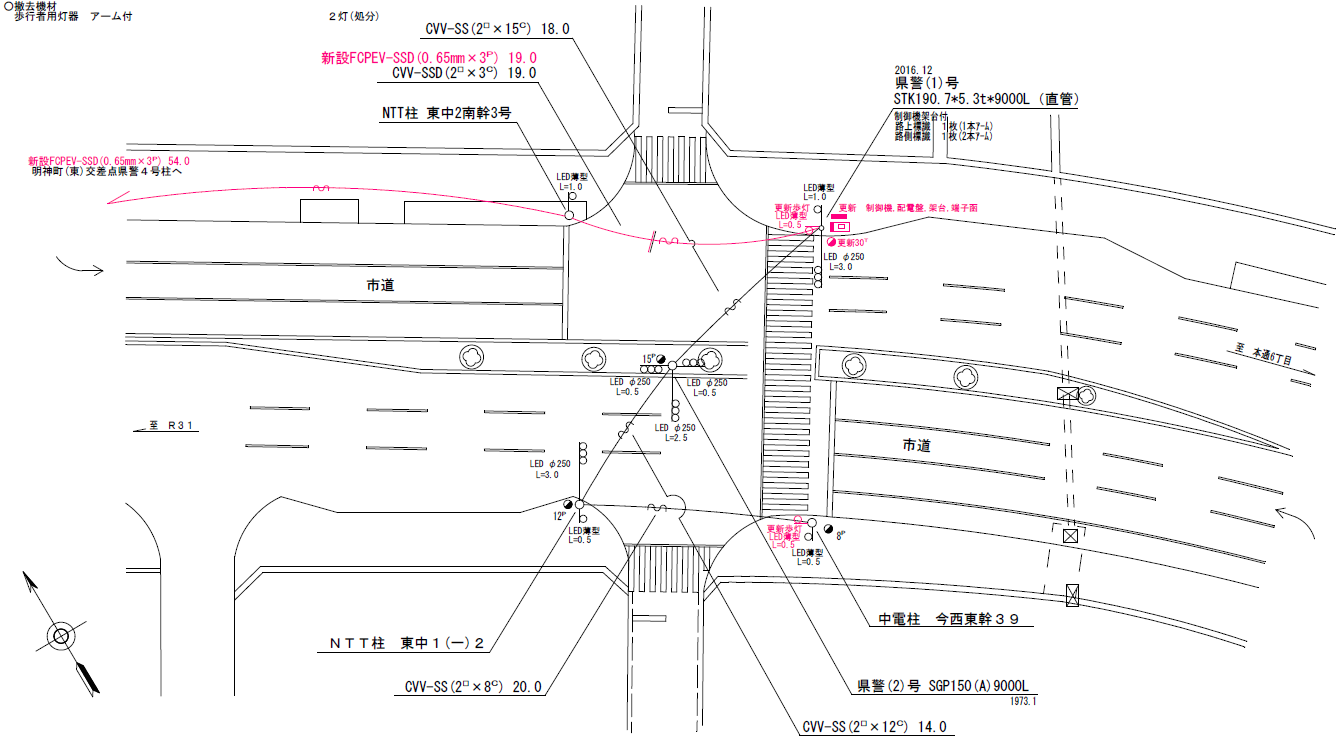 〇撤去機材
歩行者用灯器　アーム付　2灯(処分)
CVV-SS(2□×15C) 18.0
新設FCPEV-SSD(0.65mm×3P) 19.0
CVV-SSD(2□×3C) 19.0
NTT柱 東中2南幹3号
2016.12
県警(1)号
STK190.7*5.3t*9000L (直管)
制御機架台付
路上標識　1枚(1本ｱｰﾑ)
路側標識　1枚(2本ｱｰﾑ)
新設FCPEV-SSD(0.65mm×3P) 54.0
明神町(東)交差点県警4号柱へ
LED薄型
L=1.0
LED薄型
L=1.0
更新歩灯
LED薄型
L=0.5
更新　制御機,配電盤,架台,端子函
更新30T
LED φ250
L=3.0
市道
至　本通6丁目
15P
LED φ250
L=0.5
LED φ250
L=0.5
LED φ250
L=2.5
至　R31
市道
LED φ250
L=3.0
12P
LED薄型
L=0.5
更新歩灯
LED薄型
L=0.5
8P
LED薄型
L=0.5
中電柱　今西東幹39
NTT柱　東中1(一)2
CVV-SS(2□×8C) 20.0
県警(2)号 SGP150(A)9000L
1973.1
CVV-SS(2□×12C) 14.0